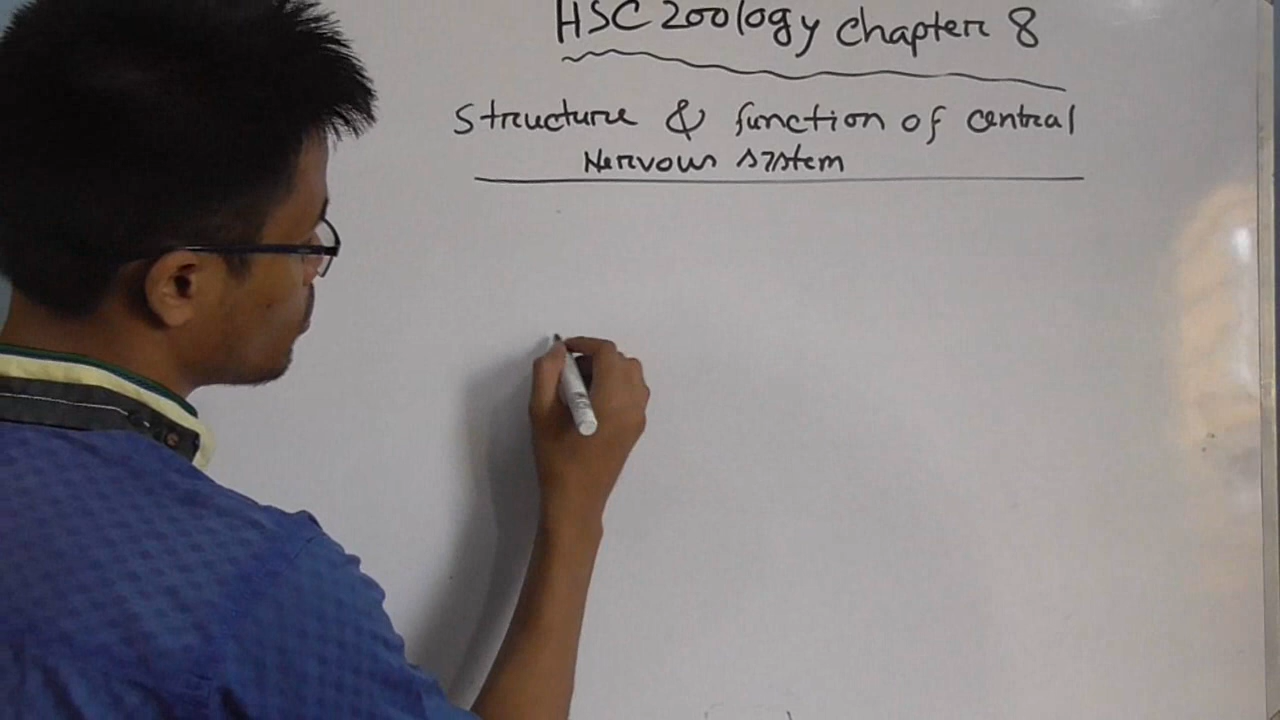 HSC Zoology chapter 8
Structure & function of central
Nervous system